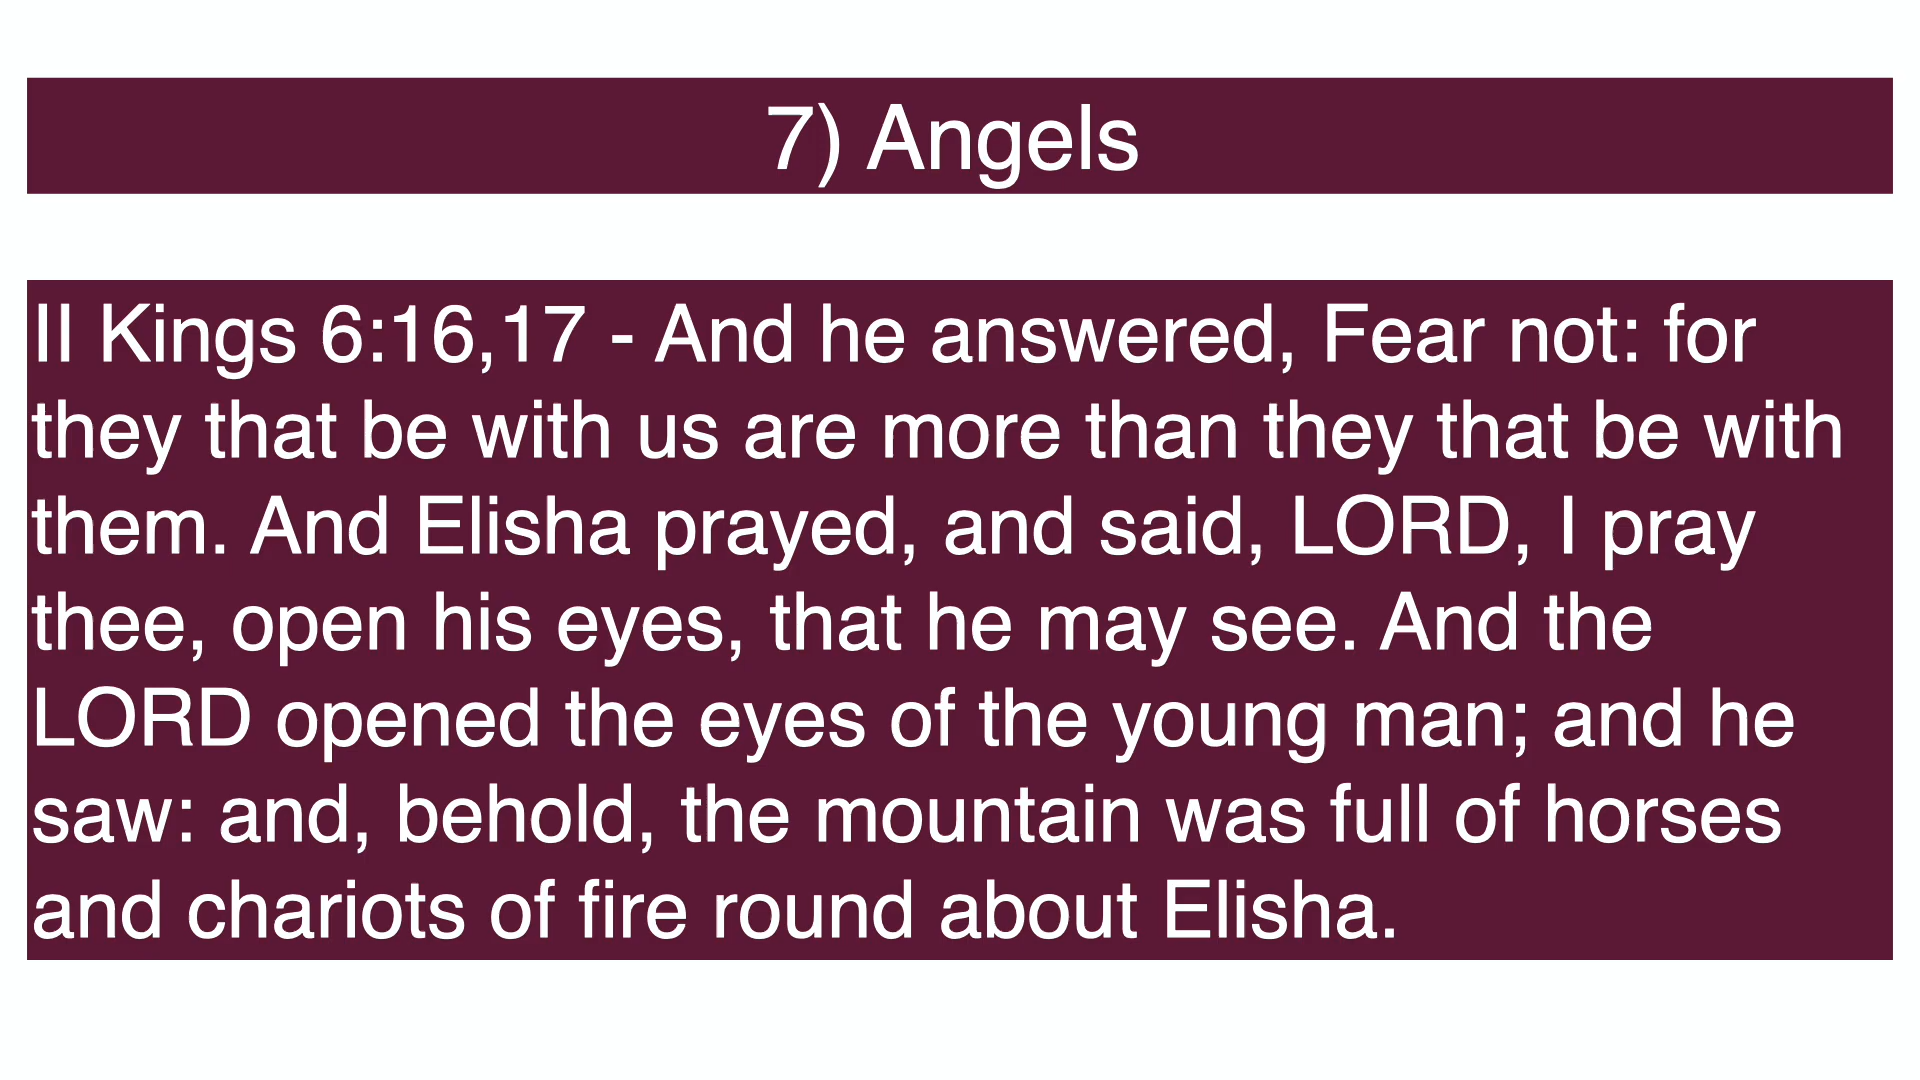 7) Angels
II Kings 6:16,17 - And he answered, Fear not: for
they that be with us are more than they that be with
them. And Elisha prayed, and said, LORD, I pray
thee, open his eyes, that he may see. And the
LORD opened the eyes of the young man; and he
saw: and, behold, the mountain was full of horses
and chariots of fire round about Elisha.